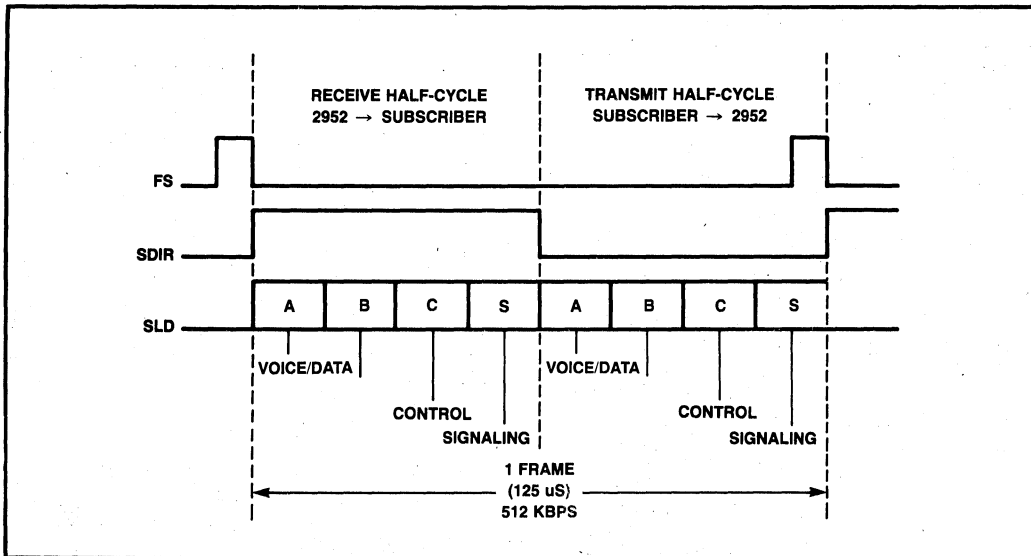 RECEIVE HALF-CYCLE
2952 → SUBSCRIBER
TRANSMIT HALF-CYCLE
SUBSCRIBER → 2952
FS
SDIR
SLD
A B C S A B C S
VOICE/DATA VOICE/DATA
CONTROL CONTROL
SIGNALING SIGNALING
1 FRAME
(125 uS)
512 KBPS